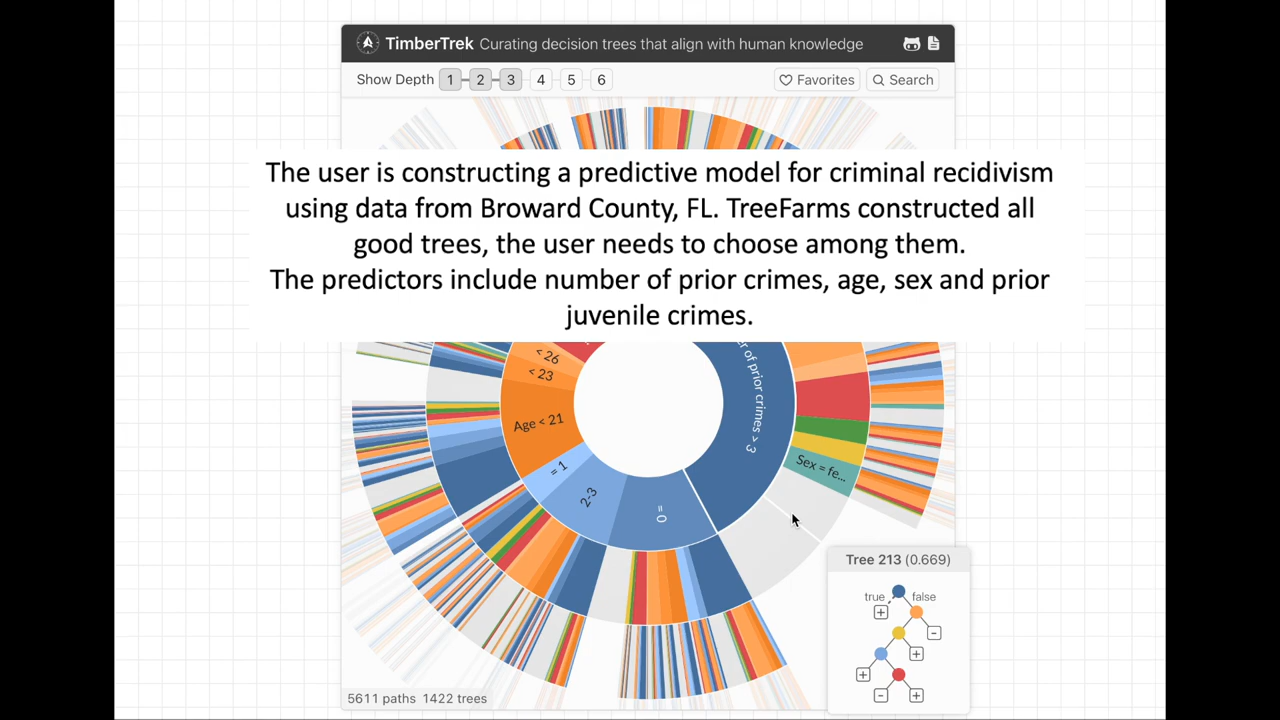 TimberTrek Curating decision trees that align with human knowledge
Show Depth 1 2 3 4 5 6 Favorites Search
The user is constructing a predictive model for criminal recidivism
using data from Broward County, FL. TreeFarms constructed all
good trees, the user needs to choose among them.
The predictors include number of prior crimes, age, sex and prior
juvenile crimes.
< 26
< 23
Age < 21
= 1
2-3
= 0
er of prior crimes < 3
Sex = fe...
Tree 213 (0.669)
true false
+
-
+
+
- +
5611 paths 1422 trees